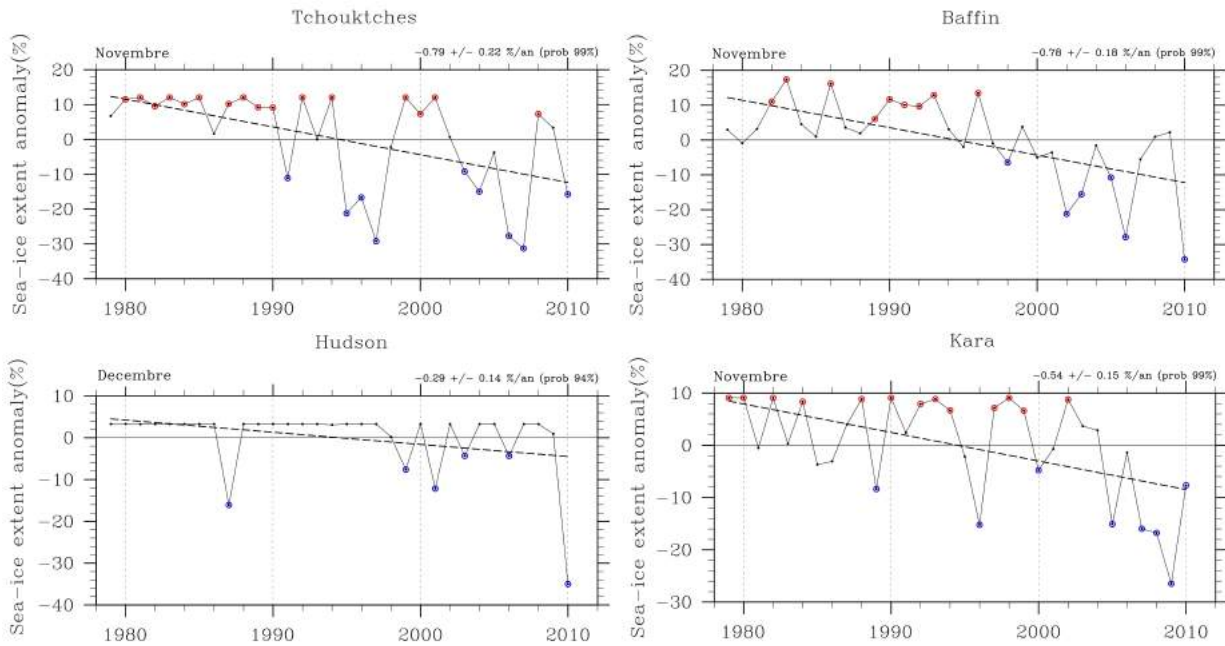 Tchouktches
Novembre
-0.79 +/- 0.22 %/an (prob 99%)
Sea-ice extent anomaly(%)
20
10
0
-10
-20
-30
-40
1980
1990
2000
2010
Baffin
Novembre
-0.78 +/- 0.18 %/an (prob 99%)
Sea-ice extent anomaly(%)
20
10
0
-10
-20
-30
-40
1980
1990
2000
2010
Hudson
Decembre
-0.29 +/- 0.14 %/an (prob 94%)
Sea-ice extent anomaly(%)
10
0
-10
-20
-30
-40
1980
1990
2000
2010
Kara
Novembre
-0.54 +/- 0.15 %/an (prob 99%)
Sea-ice extent anomaly(%)
10
0
-10
-20
-30
1980
1990
2000
2010